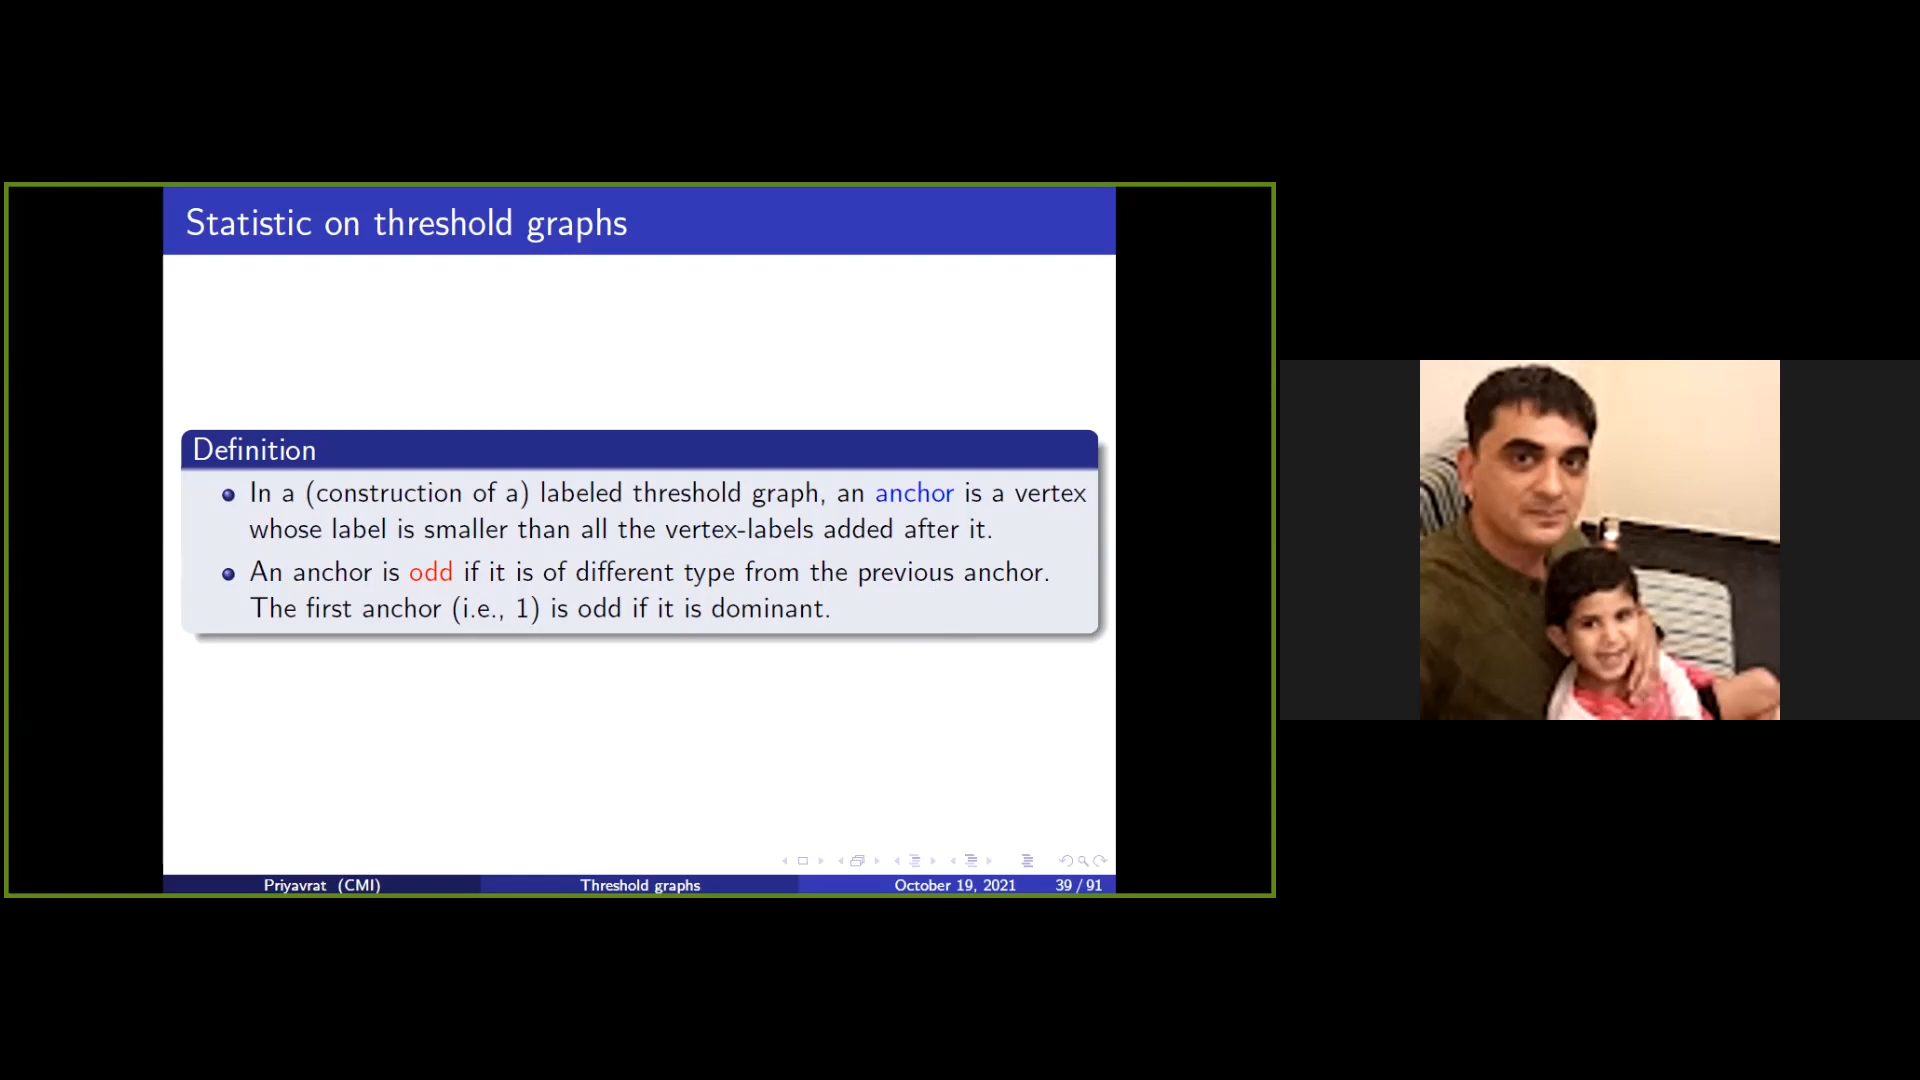 Statistic on threshold graphs
Definition
In a (construction of a) labeled threshold graph, an anchor is a vertex
whose label is smaller than all the vertex-labels added after it.
An anchor is odd if it is of different type from the previous anchor.
The first anchor (i.e., 1) is odd if it is dominant.
Priyavrat (CMI) Threshold graphs October 19, 2021 39 / 91